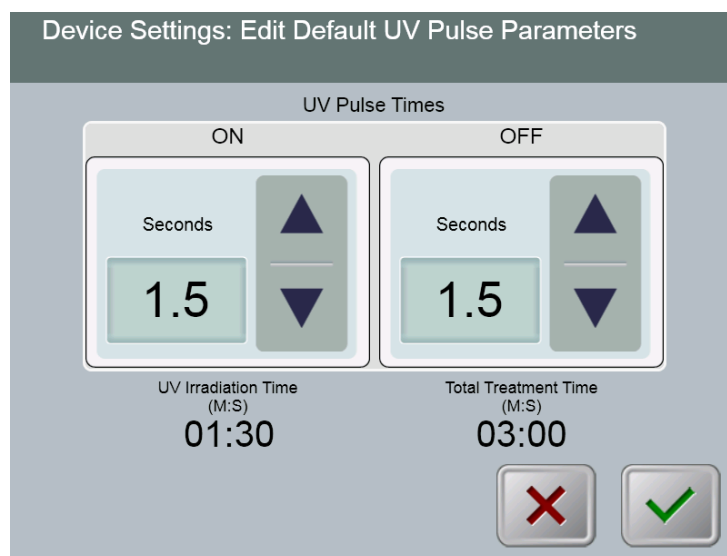 Device Settings: Edit Default UV Pulse Parameters
UV Pulse Times
ON
OFF
Seconds
1.5
Seconds
1.5
UV Irradiation Time
(M:S)
01:30
Total Treatment Time
(M:S)
03:00